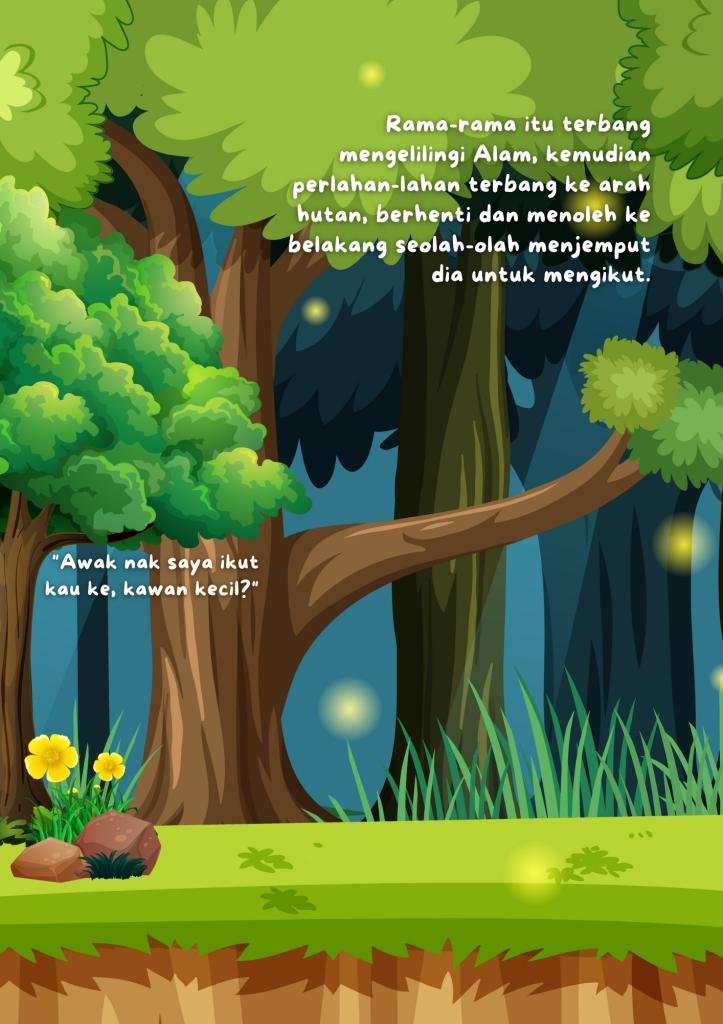 Rama-rama itu terbang
mengelilingi Alam, kemudian
perlahan-lahan terbang ke arah
hutan, berhenti dan menoleh ke
belakang seolah-olah menjemput
dia untuk mengikut.
"Awak nak saya ikut
kau ke, kawan kecil?"